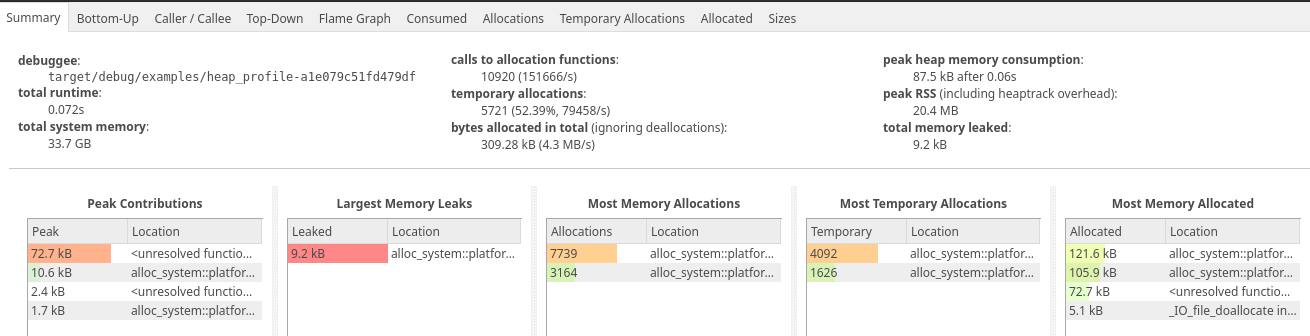 Summary Bottom-Up Caller / Callee Top-Down Flame Graph Consumed Allocations Temporary Allocations Allocated Sizes
debuggee:
target/debug/examples/heap_profile-a1e079c51fd479df
total runtime:
0.072s
total system memory:
33.7 GB
calls to allocation functions:
10920 (151666/s)
temporary allocations:
5721 (52.39%, 79458/s)
bytes allocated in total (ignoring deallocations):
309.28 kB (4.3 MB/s)
peak heap memory consumption:
87.5 kB after 0.06s
peak RSS (including heaptrack overhead):
20.4 MB
total memory leaked:
9.2 kB
Peak Contributions
Peak Location
72.7 kB <unresolved functio...
10.6 kB alloc_system::platfor...
2.4 kB <unresolved functio...
1.7 kB alloc_system::platfor...
Largest Memory Leaks
Leaked Location
9.2 kB alloc_system::platfor...
Most Memory Allocations
Allocations Location
7739 alloc_system::platfor...
3164 alloc_system::platfor...
Most Temporary Allocations
Temporary Location
4092 alloc_system::platfor...
1626 alloc_system::platfor...
Most Memory Allocated
Allocated Location
121.6 kB alloc_system::platfor...
105.9 kB alloc_system::platfor...
72.7 kB <unresolved functio...
5.1 kB _IO_file_doallocate in...